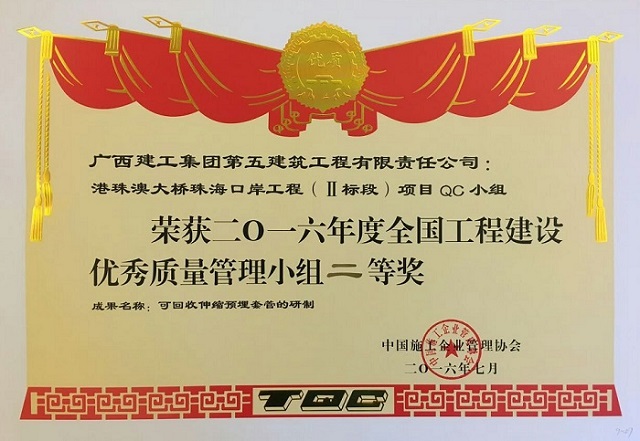 广西建工集团第五建筑工程有限责任公司：
港珠澳大桥珠海口岸工程（Ⅱ标段）项目QC小组
荣获二O一六年度全国工程建设
优秀质量管理小组二等奖
成果名称：可回收伸缩预埋套管的研制
中国施工企业管理协会
二O一六年七月
TQC